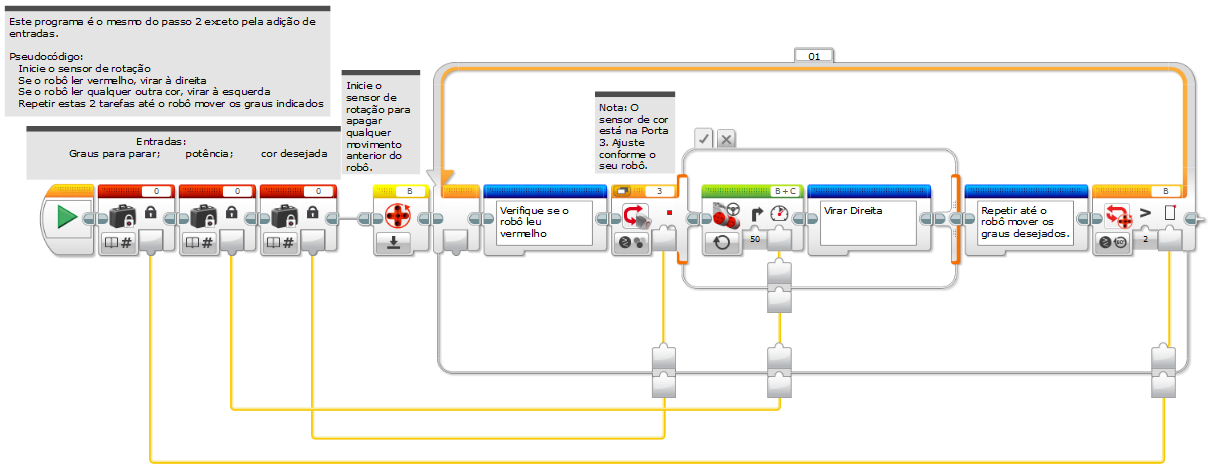 Este programa é o mesmo do passo 2 exceto pela adição de
entradas.
Pseudocódigo:
Inicie o sensor de rotação
Se o robô ler vermelho, virar à direita
Se o robô ler qualquer outra cor, virar à esquerda
Repetir estas 2 tarefas até o robô mover os graus indicados
Entradas:
Graus para parar; potência; cor desejada
Inicie o
sensor de
rotação para
apagar
qualquer
movimento
anterior do
robô.
01
Nota: O
sensor de cor
está na Porta
3. Ajuste
conforme o
seu robô.
0
0
0
B
3
B + C
B
#
#
#
Verifique se o
robô leu
vermelho
Virar Direita
Repetir até o
robô mover os
graus desejados.
>
50
2